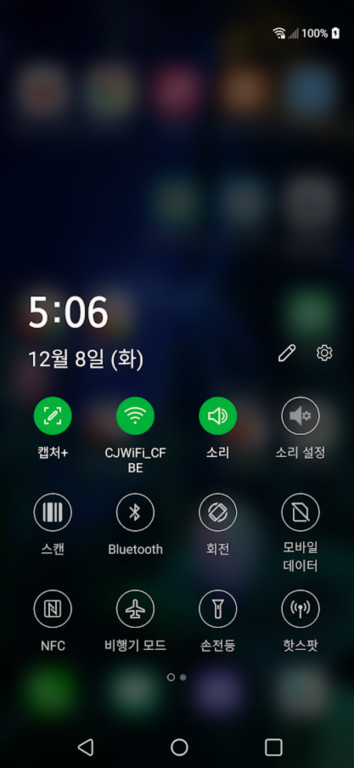 100%
5:06
12월 8일 (화)
캡처+
CJWiFi_CF
BE
소리
소리 설정
스캔
Bluetooth
회전
모바일
데이터
NFC
비행기 모드
손전등
핫스팟